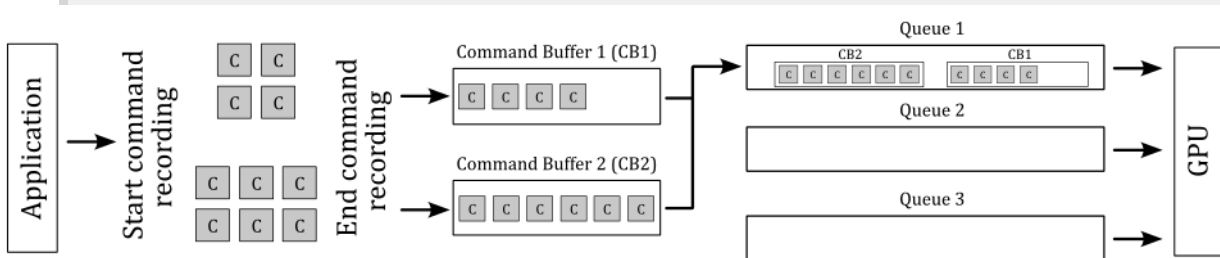 Application
Start command
recording
C C
C C
C C C
C C C
End command
recording
Command Buffer 1 (CB1)
C C C C
Command Buffer 2 (CB2)
C C C C C C
Queue 1
CB2 CB1
C C C C C C C C C C
Queue 2
Queue 3
GPU